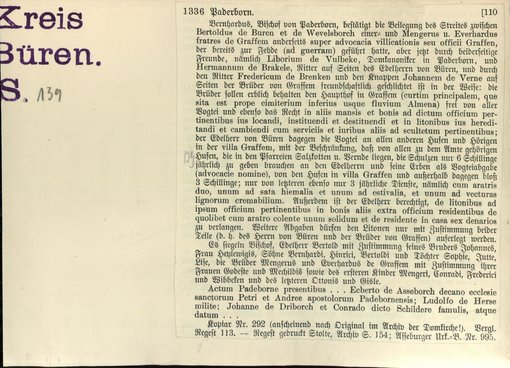 Kreis
Büren.
S. 139
1336 Paderborn. [110
Bernhardus, Bischof von Paderborn, bestätigt die Beilegung des Streites zwischen
Bertoldus de Buren et de Wevelsborch einer- und Mengerus u. Everhardus
fratres de Graffem anderseits super advocacia villicationis seu officii Graffen,
der bereits zur Fehde (ad guerram) geführt hatte, aber jetzt durch beiderseitige
Freunde, nämlich Liborium de Vulbeke, Domkanoniker in Paderborn, und
Hermannum de Brakele, Ritter auf Seiten des Edelherren von Büren, und durch
den Ritter Fredericum de Brenken und den Knappen Johannem de Verne auf
Seiten der Brüder von Graffem freundschaftlich geschlichtet ist in der Weise: die
Brüder sollen erblich behalten den Haupthof in Graffem (curtim principalem, que
sita est prope cimiterium inferius usque fluvium Almena) frei von aller
Vogtei und ebenso das Recht in aliis mansis et bonis ad dictum officium per-
tinentibus ius locandi, instituendi et destituendi et in litonibus ius heredi-
tandi et cambiendi cum serviciis et iuribus aliis ad scultetum pertinentibus;
der Edelherr von Büren dagegen die Vogtei an allen anderen Hufen und Hörigen
in der villa Graffem, mit der Beschränkung, daß von allen zu dem Amte gehörigen
Hufen, die in den Pfarreien Salzkotten u. Vernde liegen, die Schulzen nur 6 Schillinge
jährlich zu geben brauchen an den Edelherrn und seine Erben als Vogteiabgabe
(advocacie nomine), von den Hufen in villa Graffen und außerhalb dagegen bloß
3 Schillinge; nur von letzteren ebenso nur 3 jährliche Dienste, nämlich cum aratris
duo, unum ad sata hiemalia et unum ad estivalia, et unum ad vecturas
lignorum cremabilium. Außerdem ist der Edelherr berechtigt, de litonibus ad
ipsum officium pertinentibus in bonis aliis extra officium residentibus de
quolibet cum aratro colente unum solidum et de residente in casa sex denarios
zu verlangen. Weitere Abgaben dürfen den Litonen nur mit Zustimmung beider
Teile (d. h. des Herrn von Büren und der Brüder von Graffen) auferlegt werden.
Es siegeln Bischof, Edelherr Bertold mit Zustimmung seines Bruders Johannes,
Frau Heylewigis, Söhne Bernhardi, Hinrici, Bertoldi und Töchter Sophie, Jutte,
Lise, die Brüder Mengerus und Everhardus de Graffem mit Zustimmung ihrer
Frauen Godeste und Mechildis sowie des ersteren Kinder Mengeri, Conradi, Frederici
und Wibbeken und des letzteren Ottonis und Gisle.
Actum Padeborne presentibus . . . Ecberto de Asseborch decano ecclesie
sanctorum Petri et Andree apostolorum Padebornensis; Ludolfo de Herse
milite; Johanne de Driborch et Conrado dicto Schildere famulis, atque
datum . . .
Kopiar Nr. 292 (anscheinend nach Original im Archiv der Domkirche!). Vergl.
Regest 113. — Regest gedruckt Stolte, Archiv S. 154; Asseburger Urk.-B. Nr. 995.